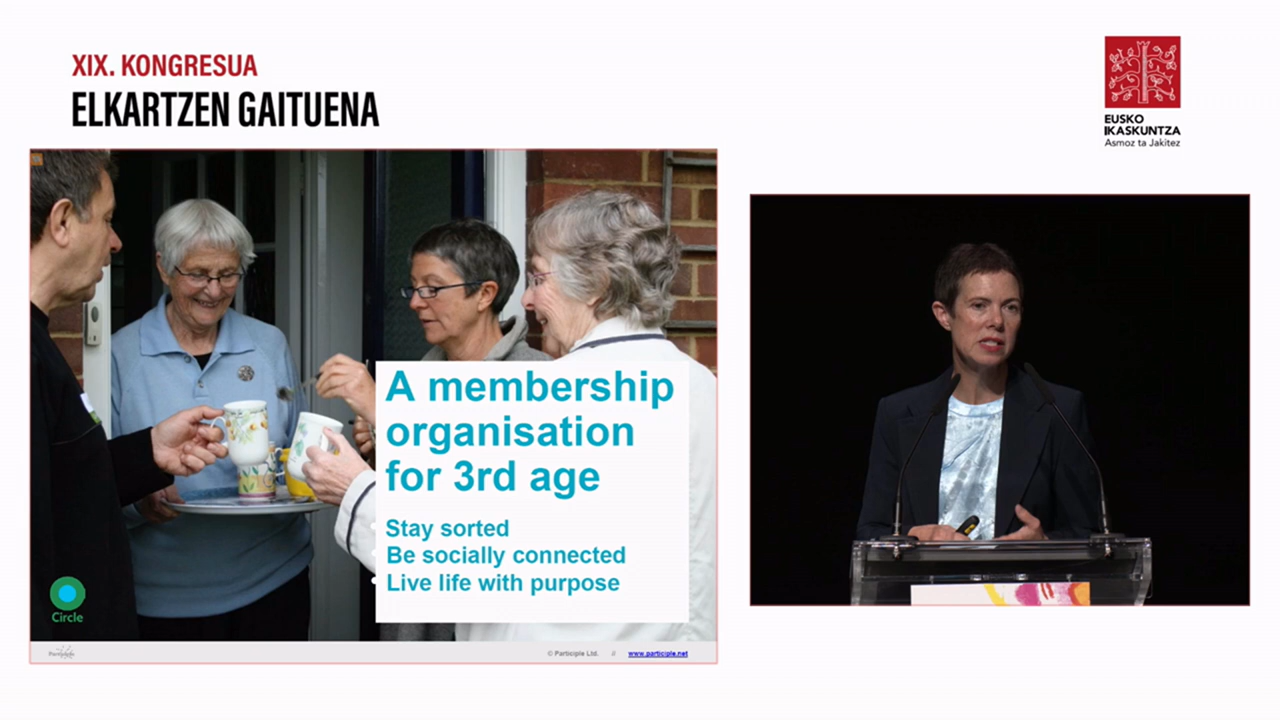 XIX. KONGRESUA
ELKARTZEN GAITUENA
EUSKO
IKASKUNTZA
Asmoz ta Jakitez
A membership
organisation
for 3rd age
Stay sorted
Be socially connected
Live life with purpose
Circle
Participle
© Participle Ltd. // www.participle.net